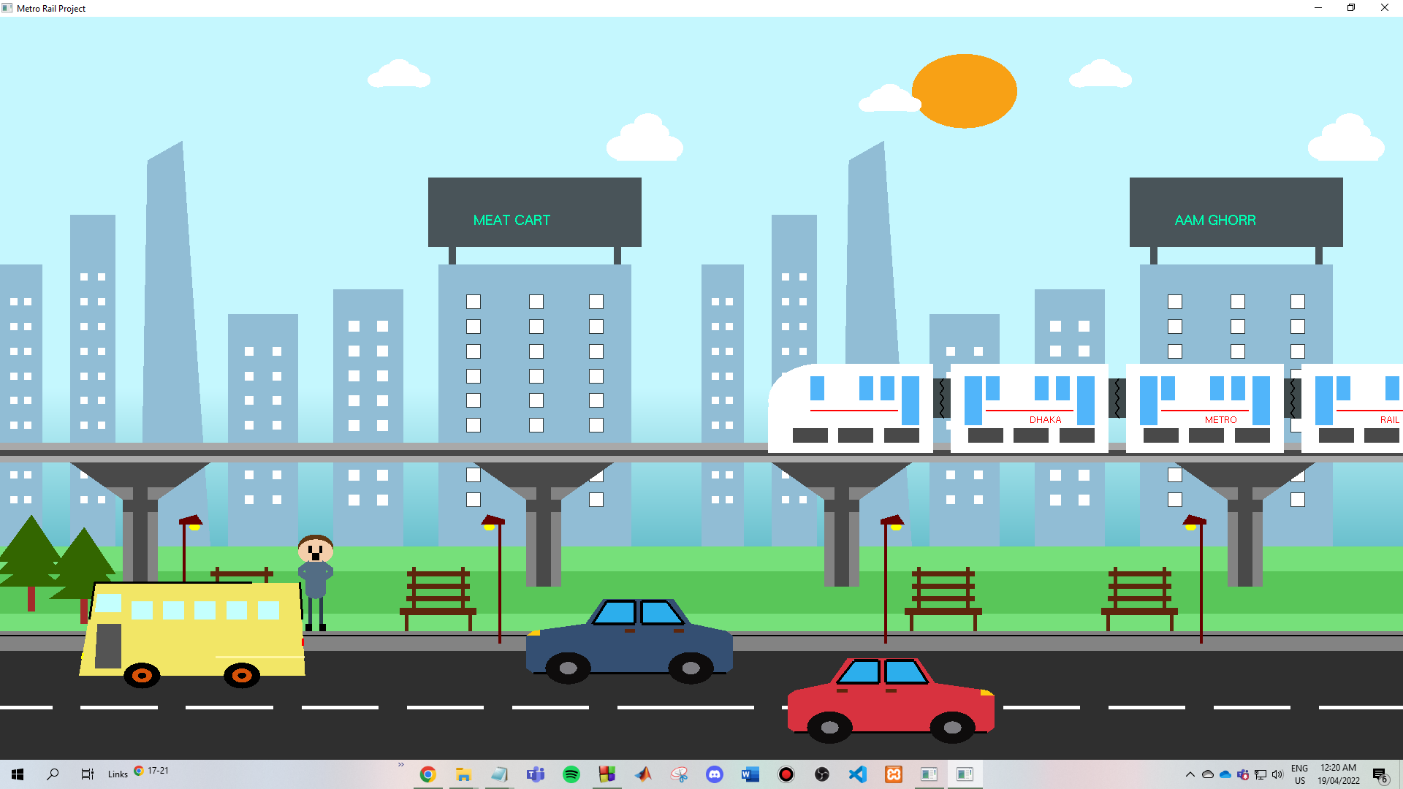 Metro Rail Project
MEAT CART
AAM GHORR
DHAKA
METRO
RAIL
Links
17-21
ENG
US
12:20 AM
19/04/2022
6